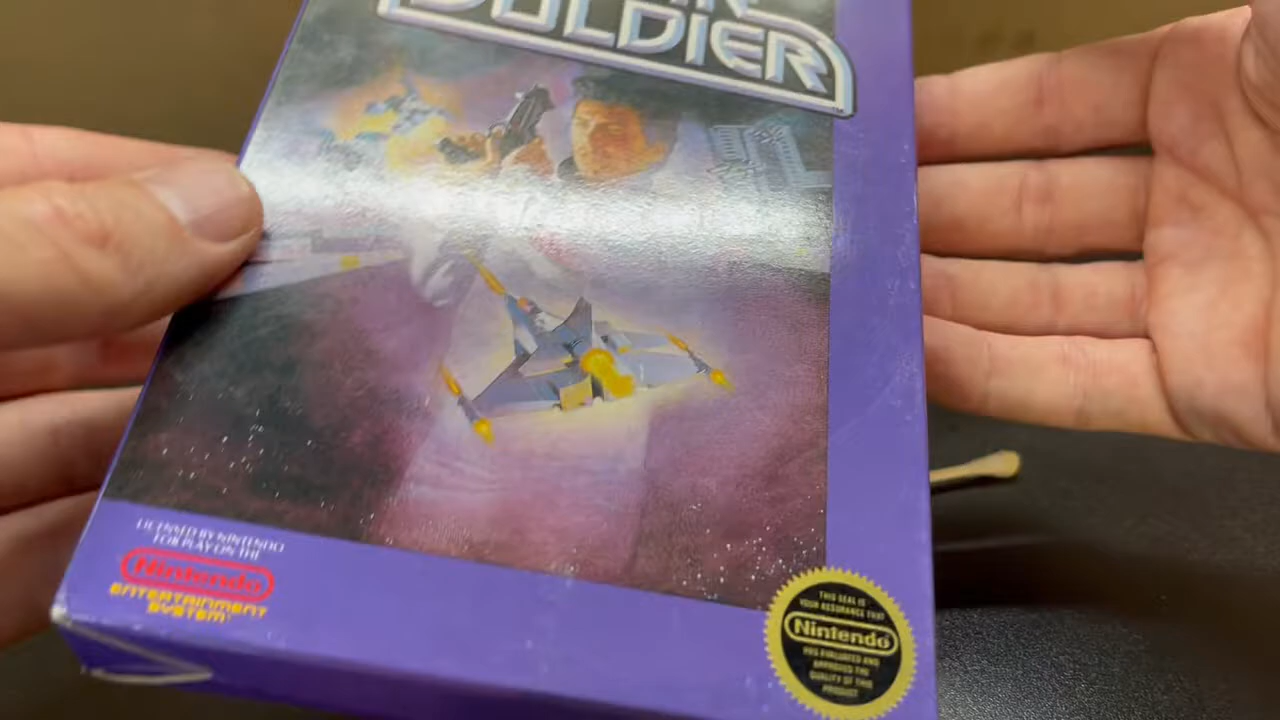 SOLDIER
LICENSED BY NINTENDO
FOR PLAY ON THE
Nintendo
ENTERTAINMENT
SYSTEM
THIS SEAL IS
YOUR ASSURANCE THAT
Nintendo
HAS EVALUATED AND
APPROVED THE
QUALITY OF THIS
PRODUCT